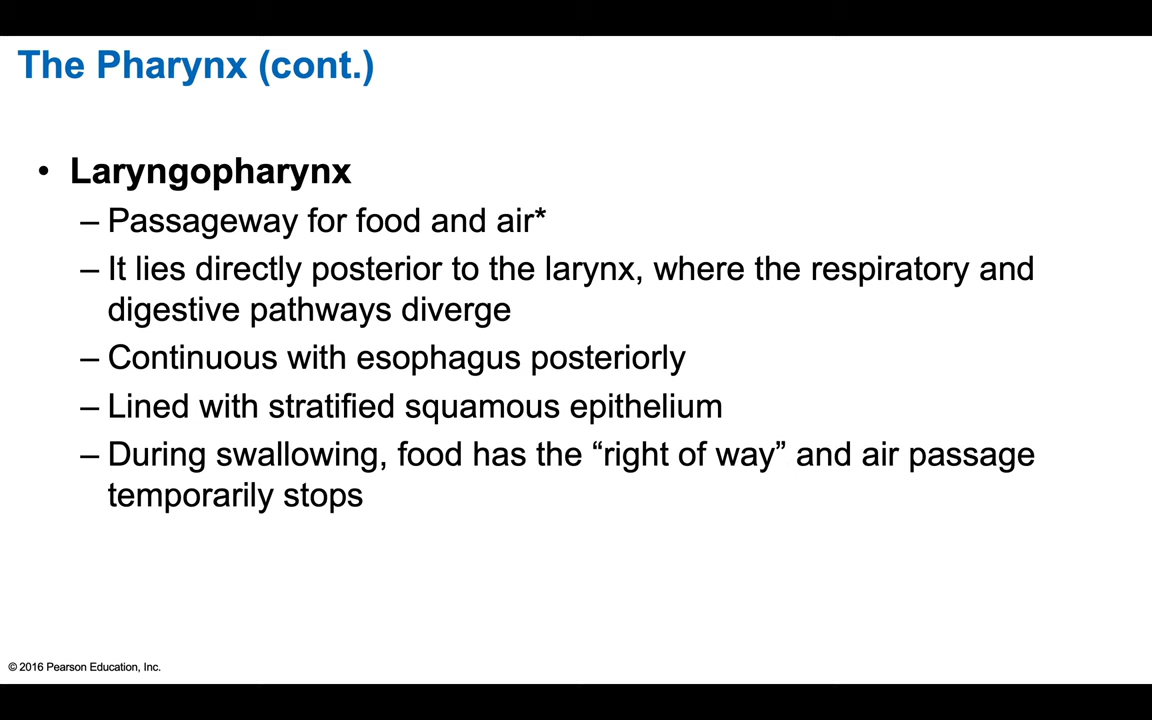 The Pharynx (cont.)
• Laryngopharynx
– Passageway for food and air*
– It lies directly posterior to the larynx, where the respiratory and
digestive pathways diverge
– Continuous with esophagus posteriorly
– Lined with stratified squamous epithelium
– During swallowing, food has the “right of way” and air passage
temporarily stops
© 2016 Pearson Education, Inc.